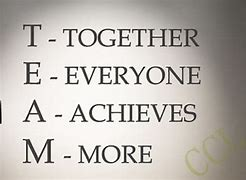 T - TOGETHER
E - EVERYONE
A - ACHIEVES
M - MORE